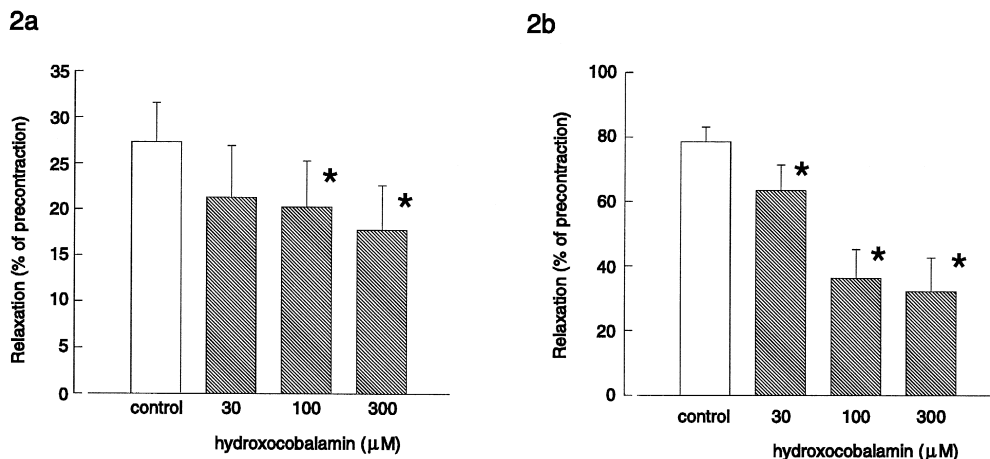 2a
Relaxation (% of precontraction)
35
30
25
20
15
10
5
0
*
*
control 30 100 300
hydroxocobalamin (μM)
2b
Relaxation (% of precontraction)
100
80
60
40
20
0
*
*
*
control 30 100 300
hydroxocobalamin (μM)